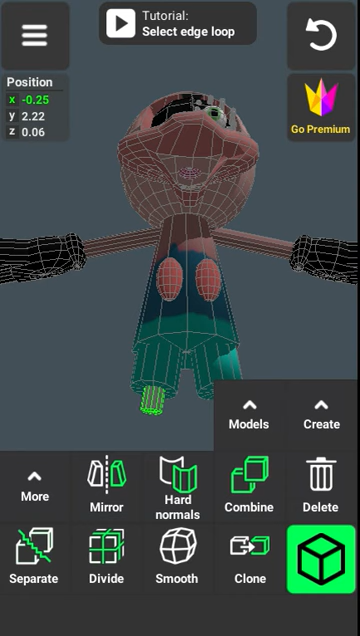 Tutorial:
Select edge loop
Position
x -0.25
y 2.22
z 0.06
Go Premium
Models
Create
More
Mirror
Hard
normals
Combine
Delete
Separate
Divide
Smooth
Clone